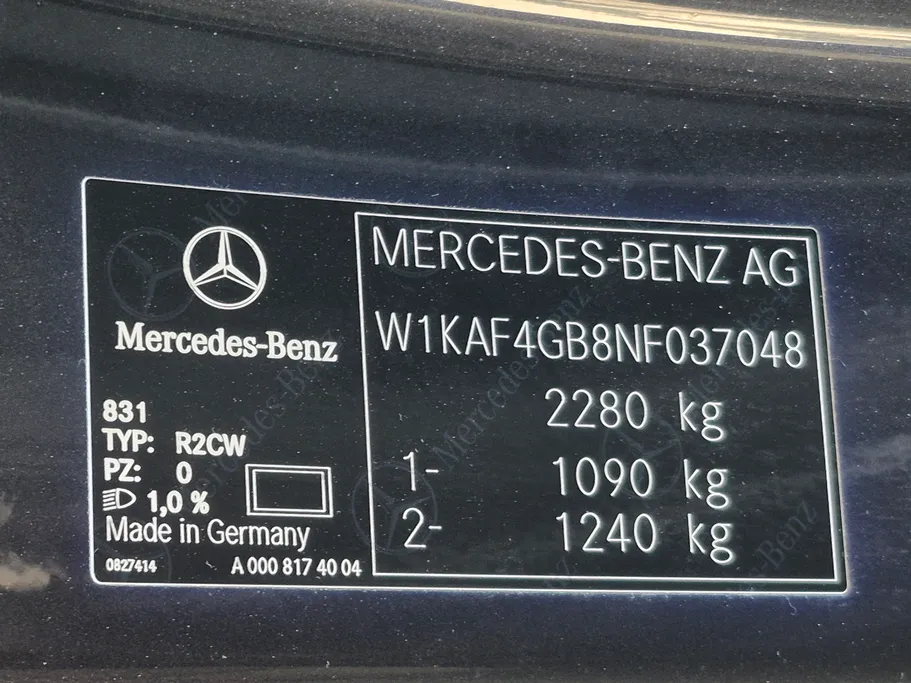 Mercedes-Benz
831
TYP: R2CW
PZ: 0
1,0 %
Made in Germany
0827414 A 000 817 40 04
MERCEDES-BENZ AG
W1KAF4GB8NF037048
2280 kg
1- 1090 kg
2- 1240 kg